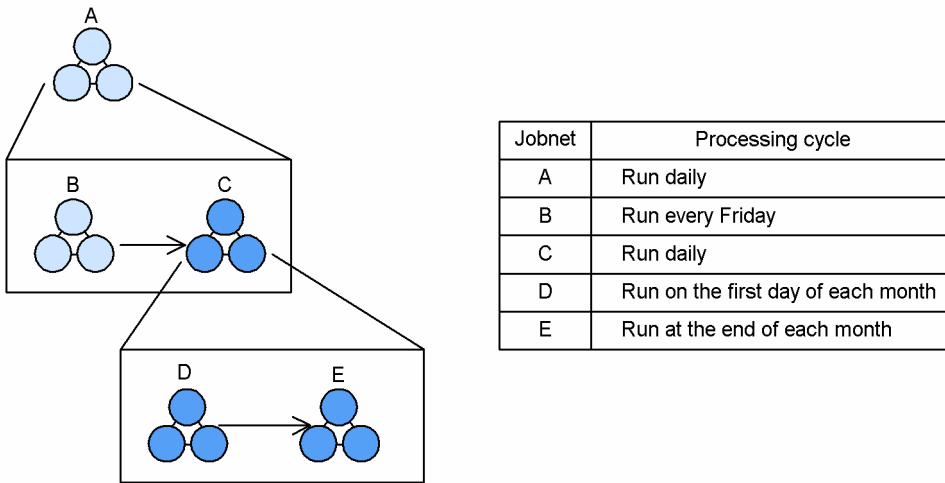 A
B
C
D
E
Jobnet Processing cycle
A Run daily
B Run every Friday
C Run daily
D Run on the first day of each month
E Run at the end of each month